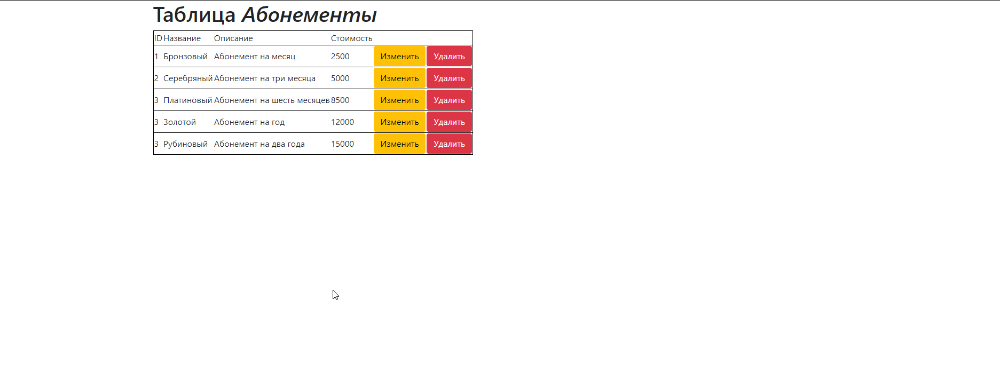 Таблица Абонементы
ID Название Описание Стоимость
1 Бронзовый Абонемент на месяц 2500 Изменить Удалить
2 Серебряный Абонемент на три месяца 5000 Изменить Удалить
3 Платиновый Абонемент на шесть месяцев 8500 Изменить Удалить
3 Золотой Абонемент на год 12000 Изменить Удалить
3 Рубиновый Абонемент на два года 15000 Изменить Удалить